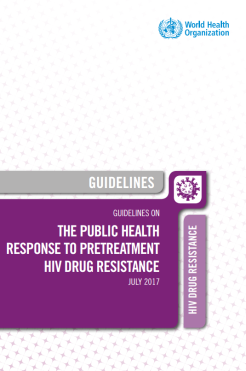 World Health
Organization
GUIDELINES
GUIDELINES ON
THE PUBLIC HEALTH
RESPONSE TO PRETREATMENT
HIV DRUG RESISTANCE
JULY 2017
HIV DRUG RESISTANCE